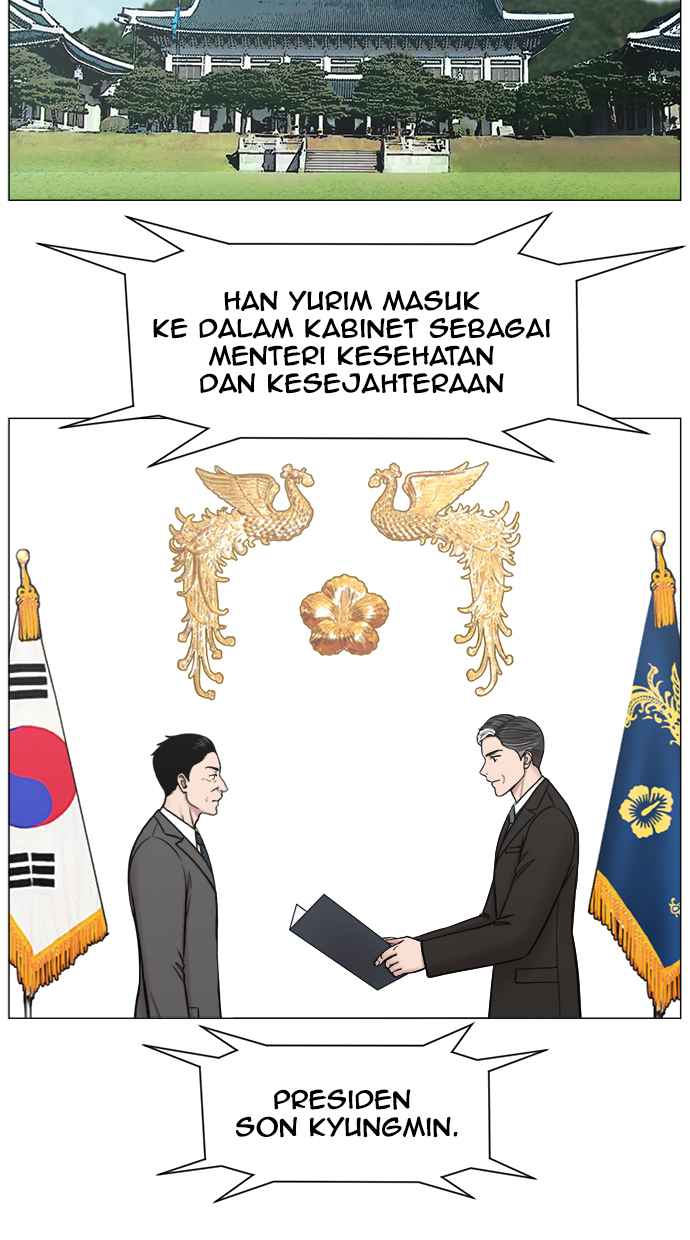 HAN YURIM MASUK
KE DALAM KABINET SEBAGAI
MENTERI KESEHATAN
DAN KESEJAHTERAAN
PRESIDEN
SON KYUNGMIN.